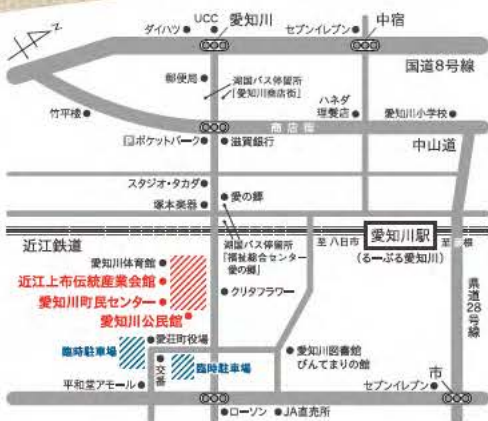 Z
UCC
ダイハツ
愛知川
セブンイレブン
中宿
国道8号線
郵便局
湖国バス停留所
「愛知川商店街」
ハネダ
理髪店
愛知川小学校
竹平楼
商店街
Pポケットパーク
滋賀銀行
中山道
スタジオ・タカダ
愛の郷
塚本楽器
近江鉄道
湖国バス停留所
「福祉総合センター
愛の郷」
至 八日市
愛知川駅
(るーぶる愛知川)
至 彦根
愛知川体育館
近江上布伝統産業会館
愛知川町民センター
愛知川公民館
クリタフラワー
県道28号線
愛荘町役場
臨時駐車場
交番
臨時駐車場
愛知川図書館
びんてまりの館
平和堂アモール
市
セブンイレブン
ローソン
JA直売所